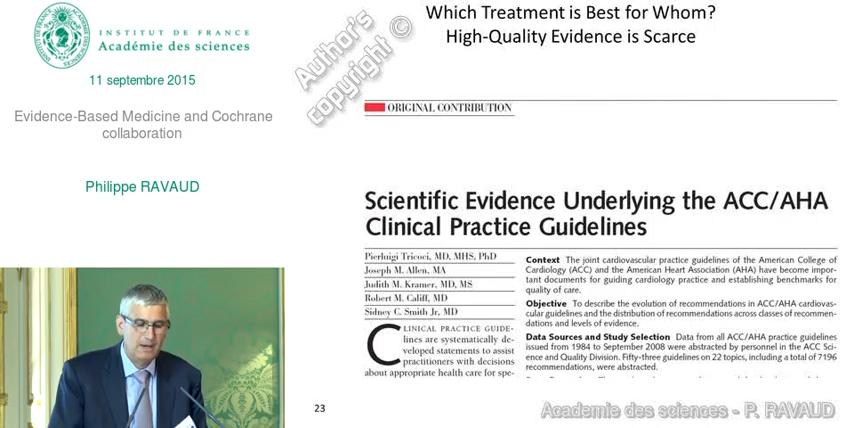 INSTITUT DE FRANCE
Académie des sciences
11 septembre 2015
Evidence-Based Medicine and Cochrane
collaboration
Philippe RAVAUD
Author's
copyright ©
Which Treatment is Best for Whom?
High-Quality Evidence is Scarce
ORIGINAL CONTRIBUTION
Scientific Evidence Underlying the ACC/AHA
Clinical Practice Guidelines
Pierluigi Tricoci, MD, MHS, PhD
Joseph M. Allen, MA
Judith M. Kramer, MD, MS
Robert M. Califf, MD
Sidney C. Smith Jr, MD
CLINICAL PRACTICE GUIDE-
lines are systematically de-
veloped statements to assist
practitioners with decisions
about appropriate health care for spe-
Context The joint cardiovascular practice guidelines of the American College of
Cardiology (ACC) and the American Heart Association (AHA) have become impor-
tant documents for guiding cardiology practice and establishing benchmarks for
quality of care.
Objective To describe the evolution of recommendations in ACC/AHA cardiovas-
cular guidelines and the distribution of recommendations across classes of recommen-
dations and levels of evidence.
Data Sources and Study Selection Data from all ACC/AHA practice guidelines
issued from 1984 to September 2008 were abstracted by personnel in the ACC Sci-
ence and Quality Division. Fifty-three guidelines on 22 topics, including a total of 7196
recommendations, were abstracted.
23
Academie des sciences - P. RAVAUD